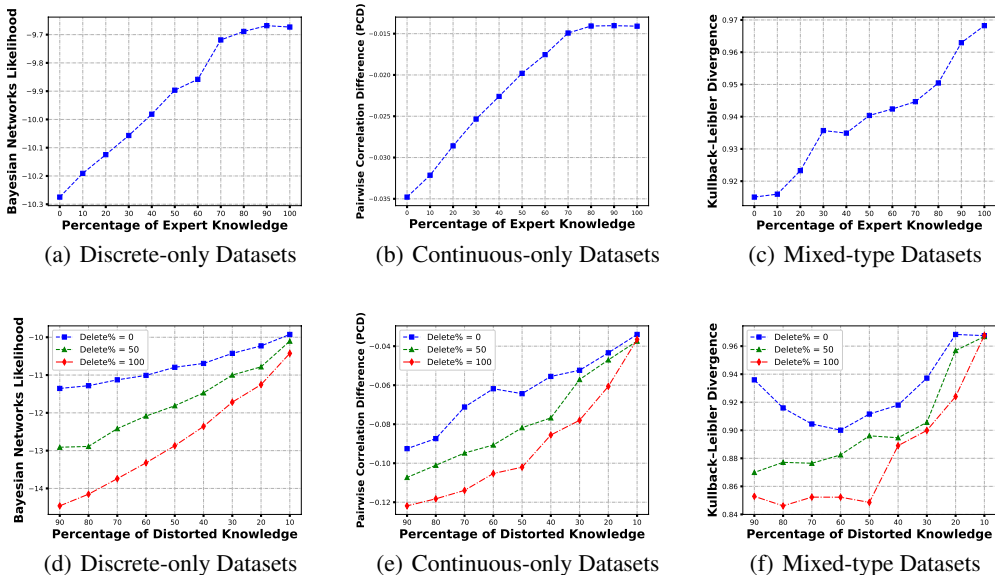 Bayesian Networks Likelihood
−9.7
−9.8
−9.9
−10.0
−10.1
−10.2
−10.3
0 10 20 30 40 50 60 70 80 90 100
Percentage of Expert Knowledge
(a) Discrete-only Datasets
Pairwise Correlation Difference (PCD)
−0.015
−0.020
−0.025
−0.030
−0.035
0 10 20 30 40 50 60 70 80 90 100
Percentage of Expert Knowledge
(b) Continuous-only Datasets
Kullback–Leibler Divergence
0.97
0.96
0.95
0.94
0.93
0.92
0 10 20 30 40 50 60 70 80 90 100
Percentage of Expert Knowledge
(c) Mixed-type Datasets
Bayesian Networks Likelihood
−10
−11
−12
−13
−14
Delete% = 0
Delete% = 50
Delete% = 100
90 80 70 60 50 40 30 20 10
Percentage of Distorted Knowledge
(d) Discrete-only Datasets
Pairwise Correlation Difference (PCD)
−0.04
−0.06
−0.08
−0.10
−0.12
Delete% = 0
Delete% = 50
Delete% = 100
90 80 70 60 50 40 30 20 10
Percentage of Distorted Knowledge
(e) Continuous-only Datasets
Kullback–Leibler Divergence
0.96
0.94
0.92
0.90
0.88
0.86
0.84
Delete% = 0
Delete% = 50
Delete% = 100
90 80 70 60 50 40 30 20 10
Percentage of Distorted Knowledge
(f) Mixed-type Datasets